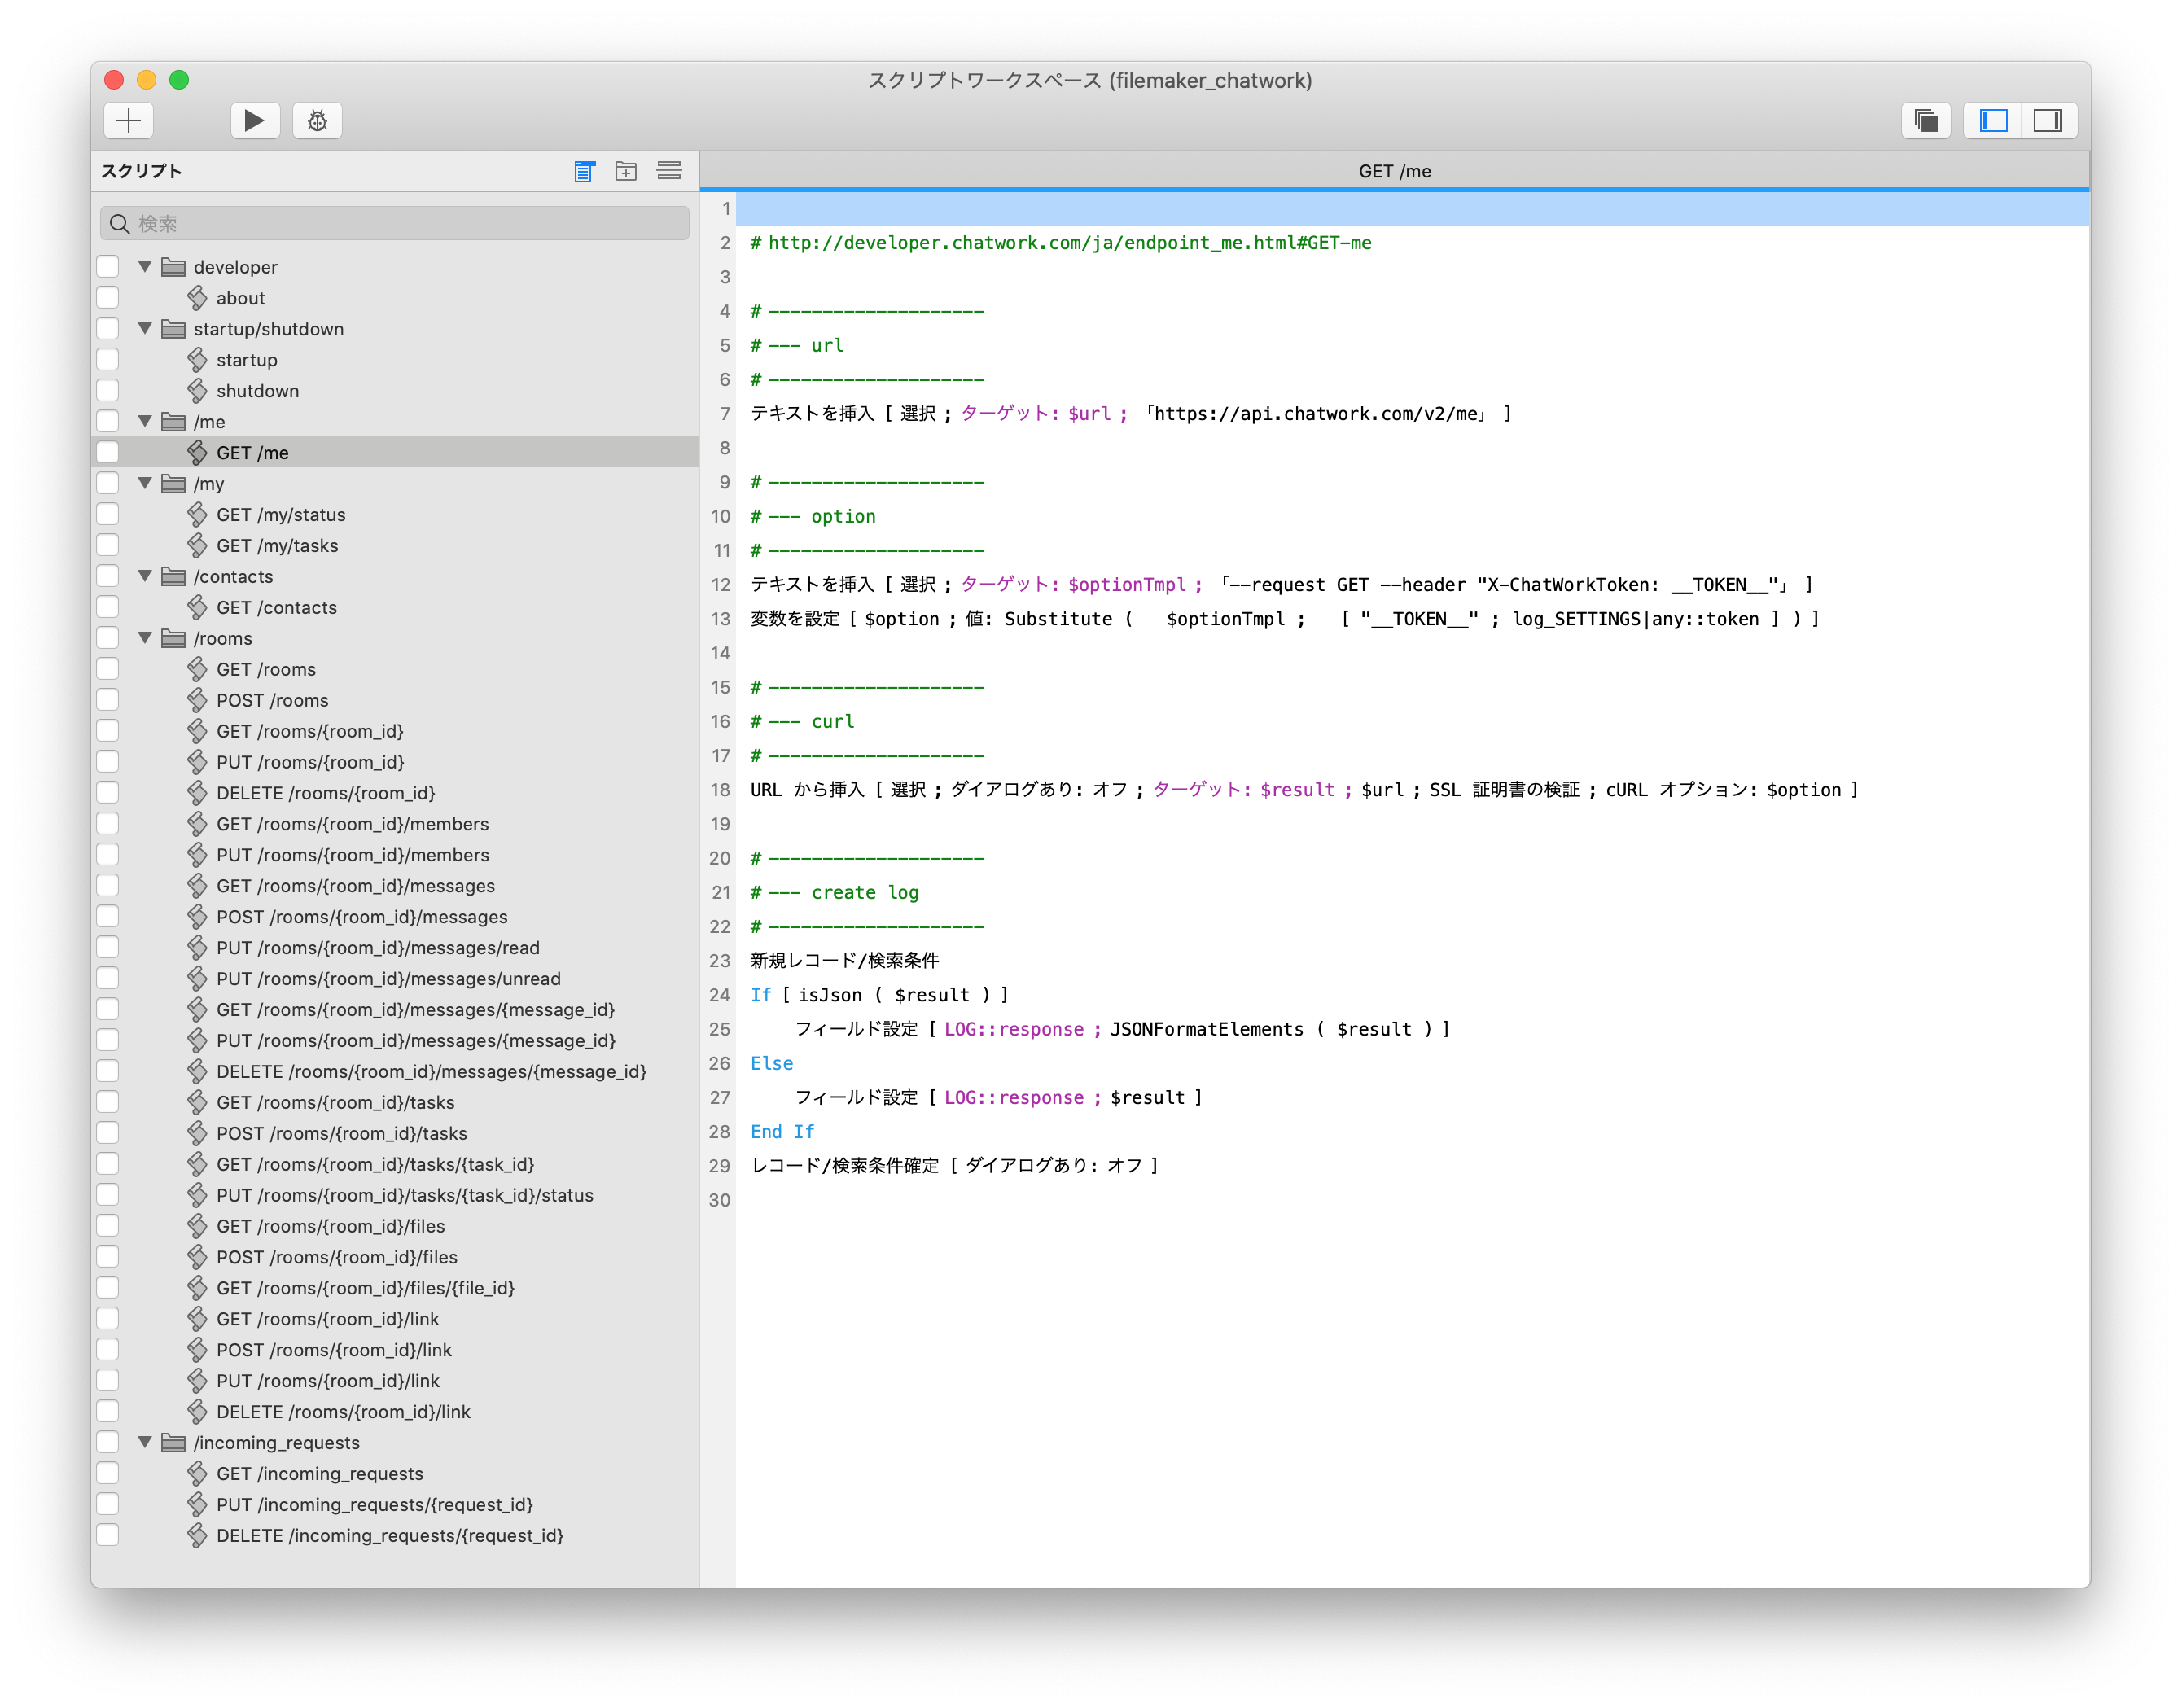 スクリプトワークスペース (filemaker_chatwork)
スクリプト
検索
developer
about
startup/shutdown
startup
shutdown
/me
GET /me
/my
GET /my/status
GET /my/tasks
/contacts
GET /contacts
/rooms
GET /rooms
POST /rooms
GET /rooms/{room_id}
PUT /rooms/{room_id}
DELETE /rooms/{room_id}
GET /rooms/{room_id}/members
PUT /rooms/{room_id}/members
GET /rooms/{room_id}/messages
POST /rooms/{room_id}/messages
PUT /rooms/{room_id}/messages/read
PUT /rooms/{room_id}/messages/unread
GET /rooms/{room_id}/messages/{message_id}
PUT /rooms/{room_id}/messages/{message_id}
DELETE /rooms/{room_id}/messages/{message_id}
GET /rooms/{room_id}/tasks
POST /rooms/{room_id}/tasks
GET /rooms/{room_id}/tasks/{task_id}
PUT /rooms/{room_id}/tasks/{task_id}/status
GET /rooms/{room_id}/files
POST /rooms/{room_id}/files
GET /rooms/{room_id}/files/{file_id}
GET /rooms/{room_id}/link
POST /rooms/{room_id}/link
PUT /rooms/{room_id}/link
DELETE /rooms/{room_id}/link
/incoming_requests
GET /incoming_requests
PUT /incoming_requests/{request_id}
DELETE /incoming_requests/{request_id}
GET /me
1
2 # http://developer.chatwork.com/ja/endpoint_me.html#GET-me
3
4 # --------------------
5 # --- url
6 # --------------------
7 テキストを挿入 [ 選択 ; ターゲット: $url ; 「https://api.chatwork.com/v2/me」 ]
8
9 # --------------------
10 # --- option
11 # --------------------
12 テキストを挿入 [ 選択 ; ターゲット: $optionTmpl ; 「--request GET --header "X-ChatWorkToken: __TOKEN__"」 ]
13 変数を設定 [ $option ; 値: Substitute ( $optionTmpl ; [ "__TOKEN__" ; log_SETTINGS|any::token ] ) ]
14
15 # --------------------
16 # --- curl
17 # --------------------
18 URL から挿入 [ 選択 ; ダイアログあり: オフ ; ターゲット: $result ; $url ; SSL 証明書の検証 ; cURL オプション: $option ]
19
20 # --------------------
21 # --- create log
22 # --------------------
23 新規レコード/検索条件
24 If [ isJson ( $result ) ]
25 フィールド設定 [ LOG::response ; JSONFormatElements ( $result ) ]
26 Else
27 フィールド設定 [ LOG::response ; $result ]
28 End If
29 レコード/検索条件確定 [ ダイアログあり: オフ ]
30